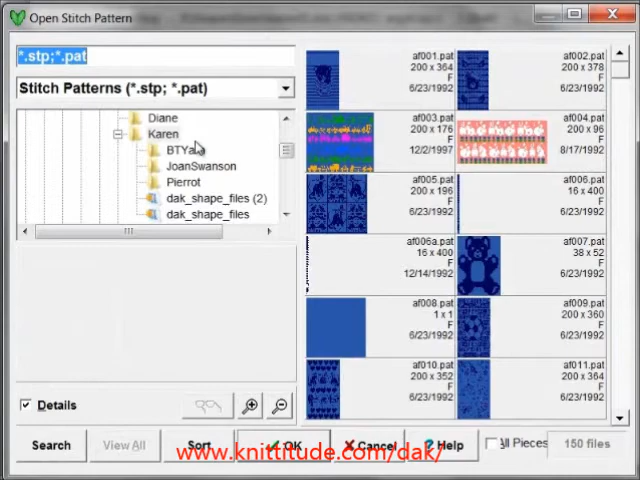 Open Stitch Pattern
*.stp;*.pat
Stitch Patterns (*.stp; *.pat)
Diane
Karen
JoanSwanson
Pierrot
dak_shape_files (2)
dak_shape_files
Details
af001.pat
200 x 364
F
6/23/1992
af002.pat
200 x 378
F
6/23/1992
af003.pat
200 x 176
F
12/2/1997
af004.pat
200 x 96
F
8/17/1992
af005.pat
200 x 196
F
6/23/1992
af006.pat
16 x 400
F
6/23/1992
af006a.pat
16 x 400
F
12/14/1992
af007.pat
38 x 52
F
6/23/1992
af008.pat
1 x 1
F
6/23/1992
af009.pat
200 x 360
F
6/23/1992
af010.pat
200 x 352
F
6/23/1992
af011.pat
200 x 364
F
6/23/1992
Search
View All
Sort
OK
Cancel
? Help
All Pieces
150 files
www.knittitude.com/dak/